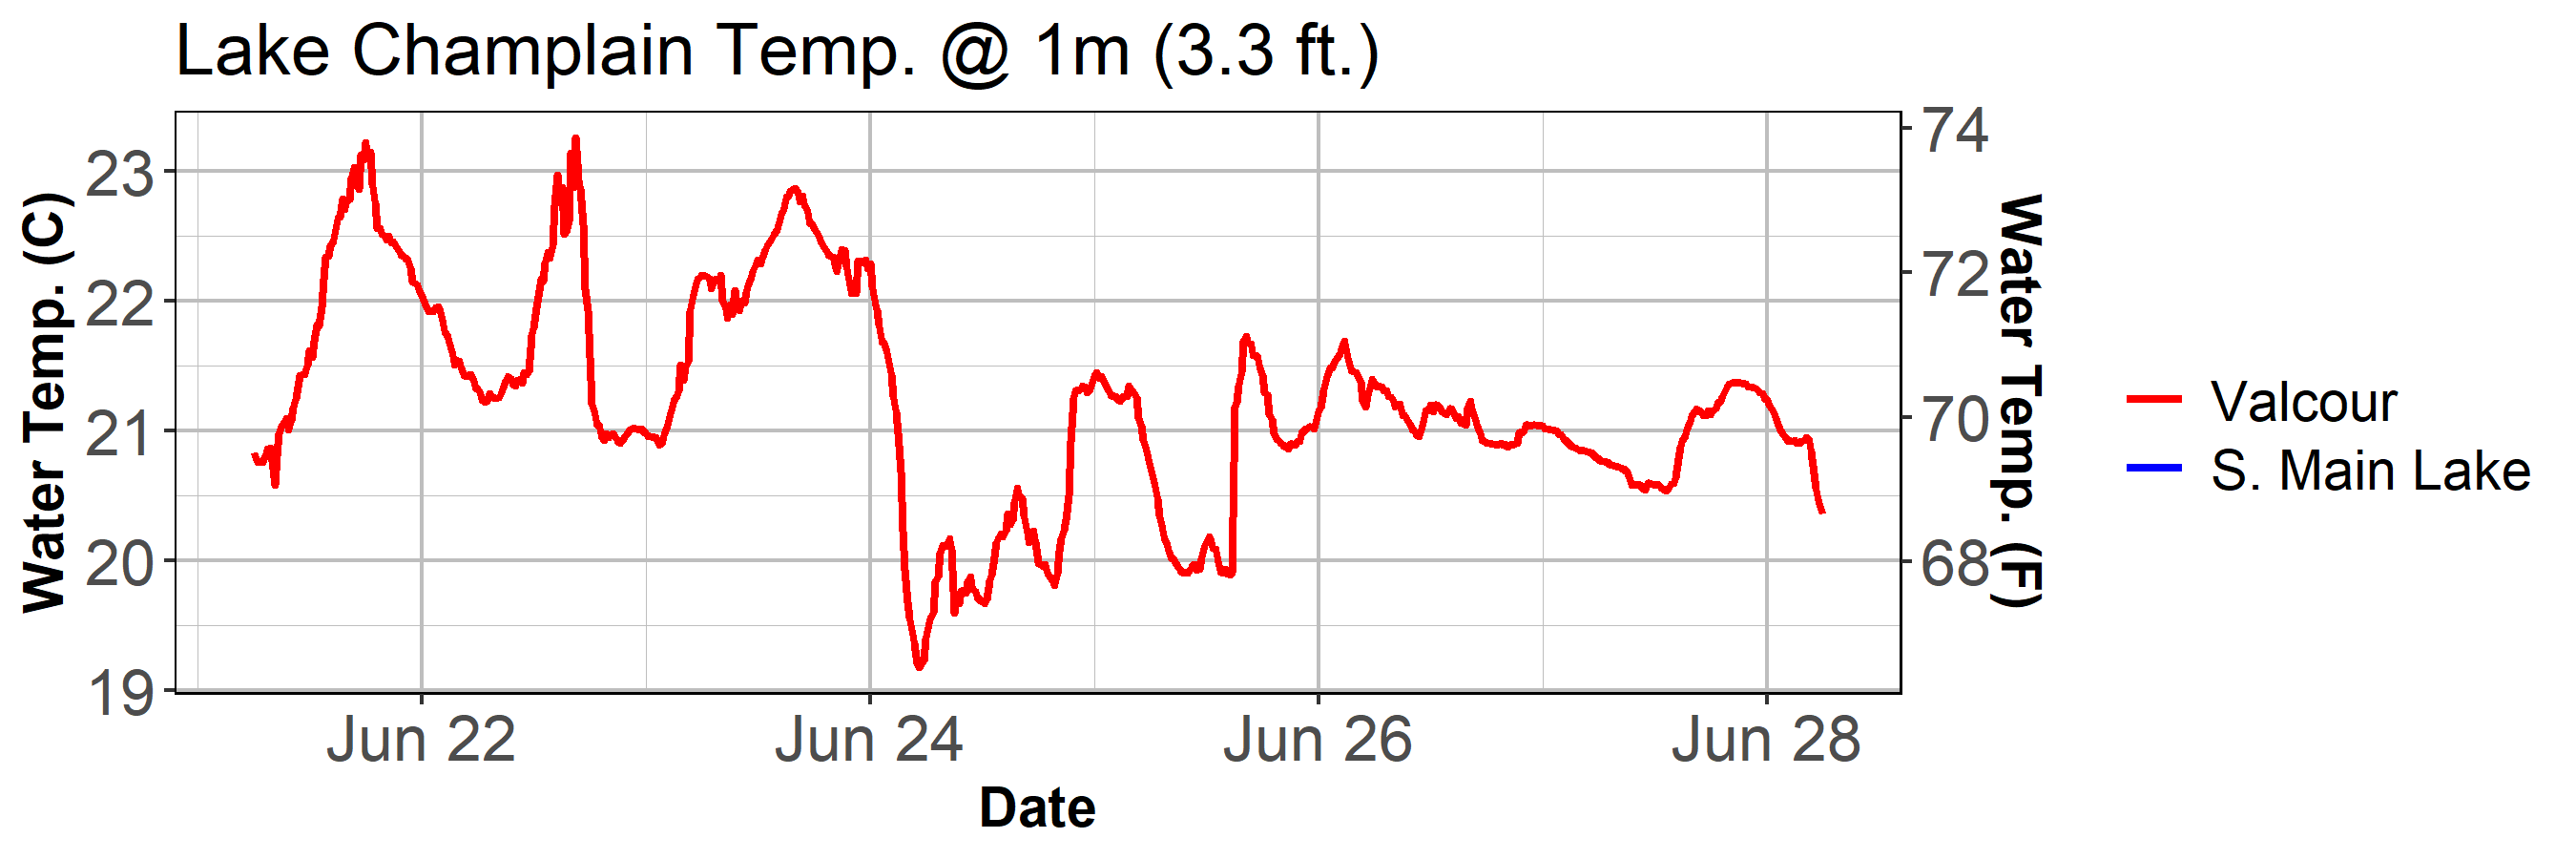 Lake Champlain Temp. @ 1m (3.3 ft.)
Water Temp. (C)
23
22
21
20
19
74
72
70
68
Water Temp. (F)
Jun 22
Jun 24
Jun 26
Jun 28
Date
Valcour
S. Main Lake